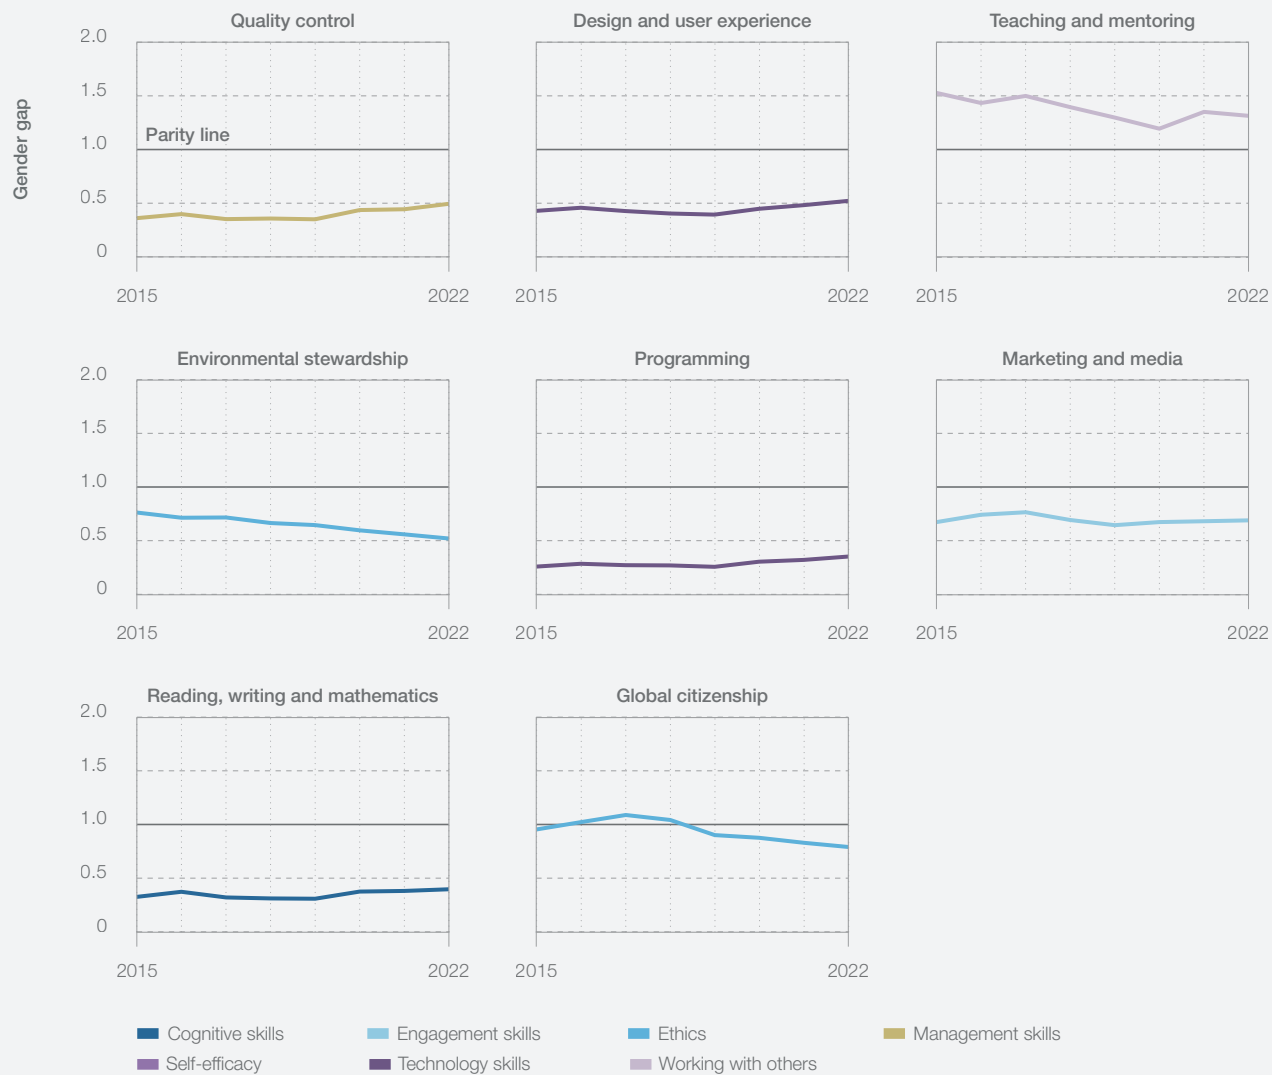 Quality control
Design and user experience
Teaching and mentoring
Gender gap
2.0
1.5
Parity line
1.0
0.5
0
2015
2022
2015
2022
2015
2022
Environmental stewardship
Programming
Marketing and media
2.0
1.5
1.0
0.5
0
2015
2022
2015
2022
2015
2022
Reading, writing and mathematics
Global citizenship
2.0
1.5
1.0
0.5
0
2015
2022
2015
2022
Cognitive skills
Engagement skills
Ethics
Management skills
Self-efficacy
Technology skills
Working with others